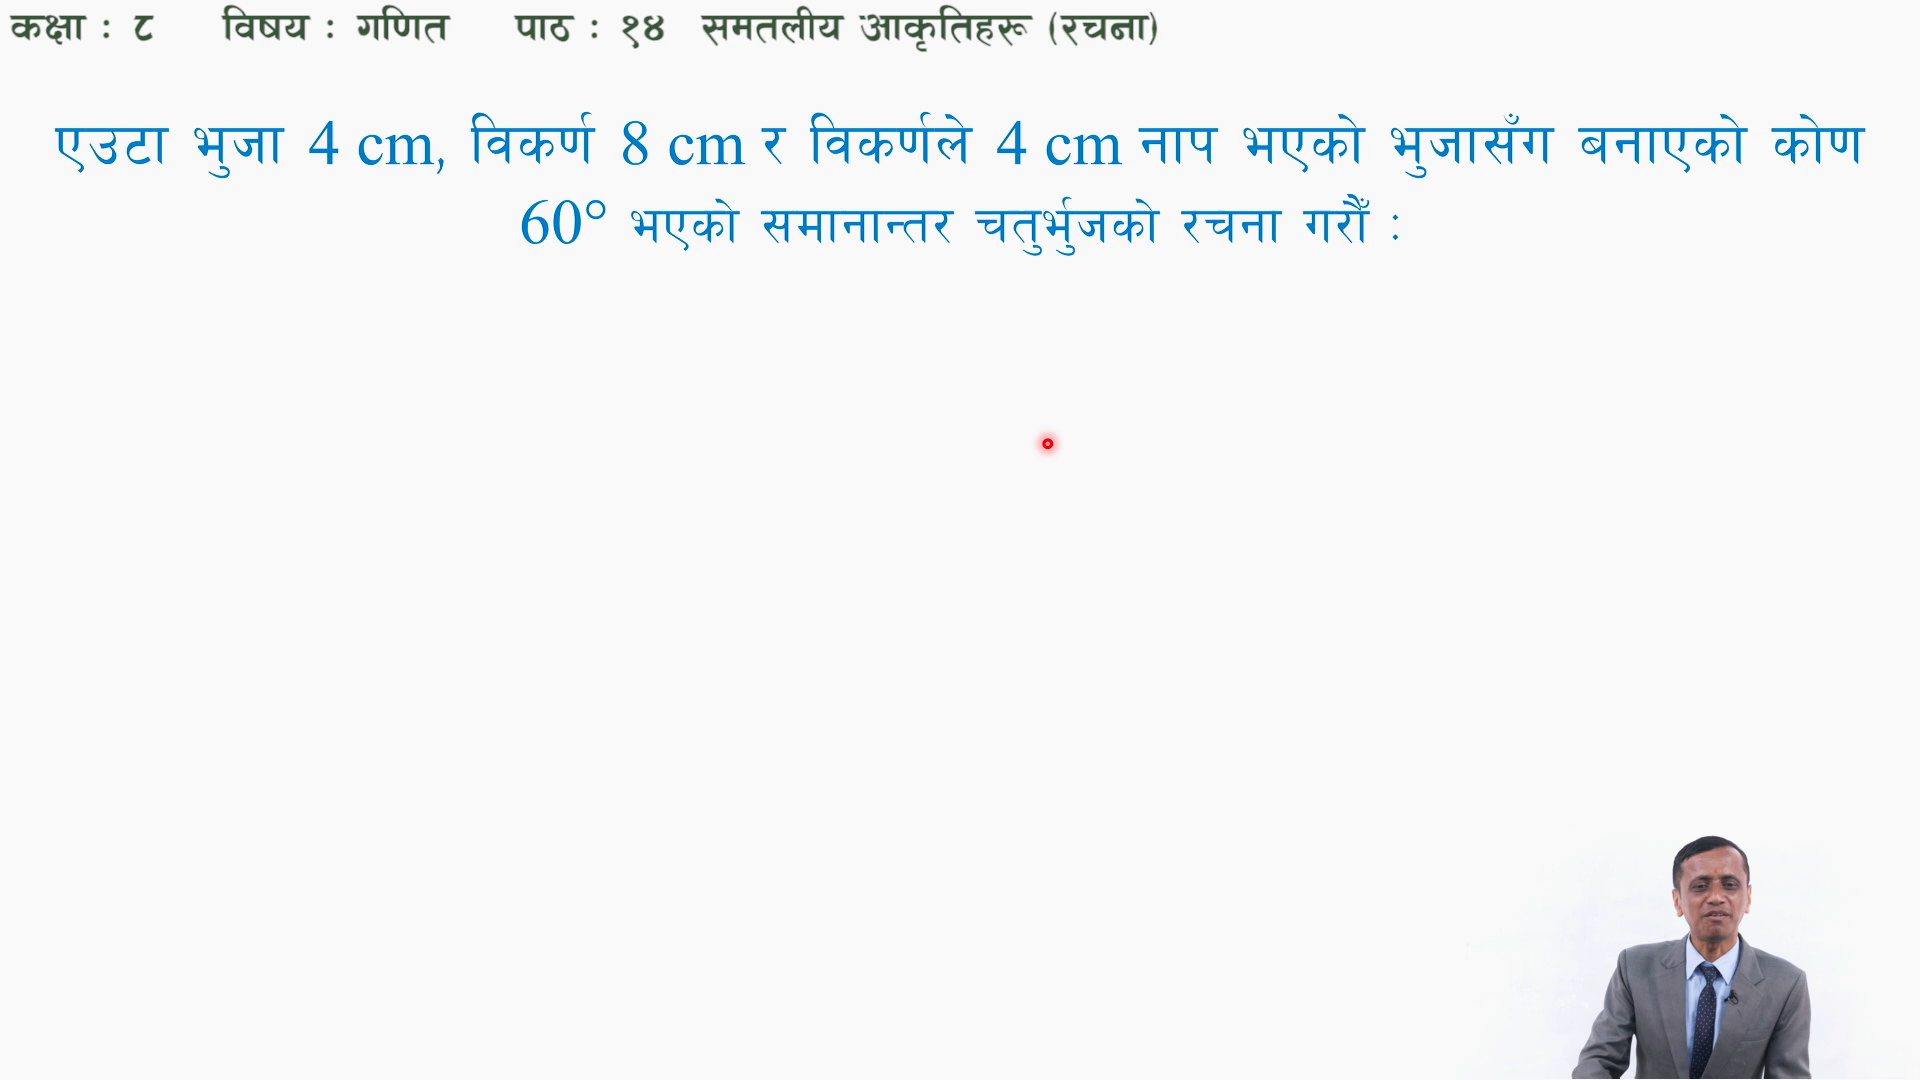 कक्षा : ८ विषय : गणित पाठ : १४ समतलीय आकृतिहरू (रचना)
एउटा भुजा 4 cm, विकर्ण 8 cm र विकर्णले 4 cm नाप भएको भुजासँग बनाएको कोण
60° भएको समानान्तर चतुर्भुजको रचना गरौँ :